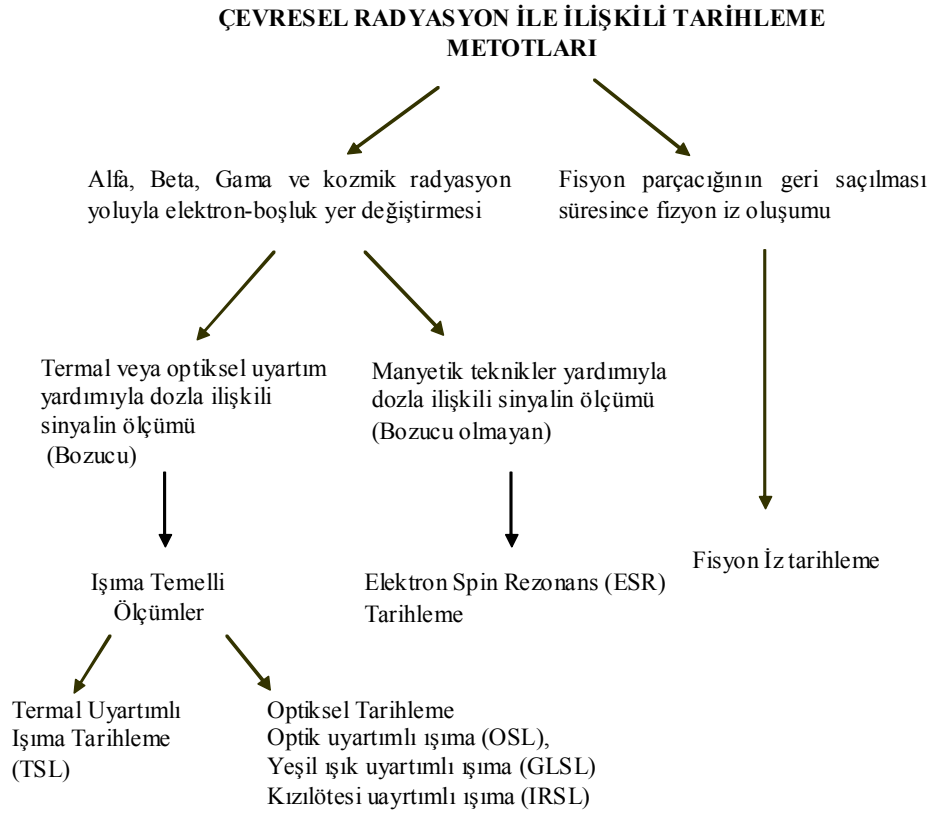 ÇEVRESEL RADYASYON İLE İLİŞKİLİ TARİHLEME
METOTLARI
Alfa, Beta, Gama ve kozmik radyasyon
yoluyla elektron-boşluk yer değiştirmesi
Fisyon parçacığının geri saçılması
süresince fizyon iz oluşumu
Termal veya optiksel uyartım
yardımıyla dozla ilişkili
sinyalin ölçümü
(Bozucu)
Manyetik teknikler yardımıyla
dozla ilişkili sinyalin ölçümü
(Bozucu olmayan)
Işıma Temelli
Ölçümler
Elektron Spin Rezonans (ESR)
Tarihleme
Fisyon İz tarihleme
Termal Uyartımlı
Işıma Tarihleme
(TSL)
Optiksel Tarihleme
Optik uyartımlı ışıma (OSL),
Yeşil ışık uyartımlı ışıma (GLSL)
Kızılötesi uayrtımlı ışıma (IRSL)